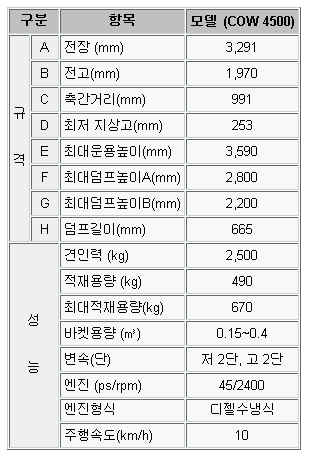 구분 항목 모델 (COW 4500)
규격
A 전장 (mm) 3,291
B 전고(mm) 1,970
C 축간거리(mm) 991
D 최저 지상고(mm) 253
E 최대운용높이(mm) 3,590
F 최대덤프높이A(mm) 2,800
G 최대덤프높이B(mm) 2,200
H 덤프길이(mm) 665
성능
견인력 (kg) 2,500
적재용량 (kg) 490
최대적재용량(kg) 670
바켓용량 (㎥) 0.15~0.4
변속(단) 저 2단, 고 2단
엔진 (ps/rpm) 45/2400
엔진형식 디젤수냉식
주행속도(km/h) 10